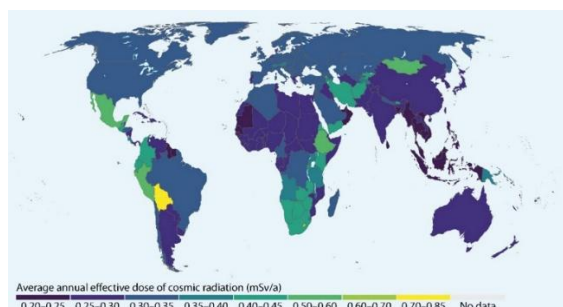 Average annual effective dose of cosmic radiation (mSv/a)
0.20–0.25 0.25–0.30 0.30–0.35 0.35–0.40 0.40–0.45 0.50–0.60 0.60–0.70 0.70–0.85 No data